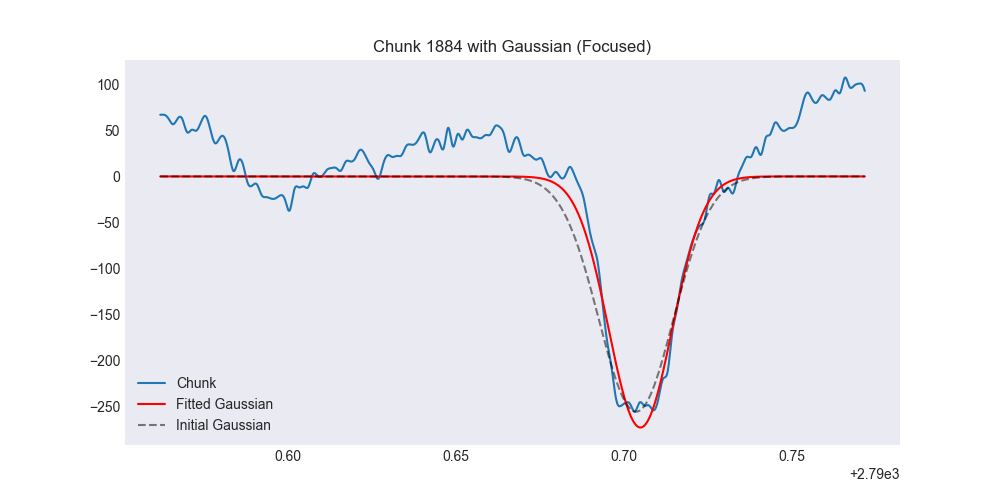 Chunk 1884 with Gaussian (Focused)
100
50
0
−50
−100
−150
−200
−250
Chunk
Fitted Gaussian
Initial Gaussian
0.60 0.65 0.70 0.75
+2.79e3